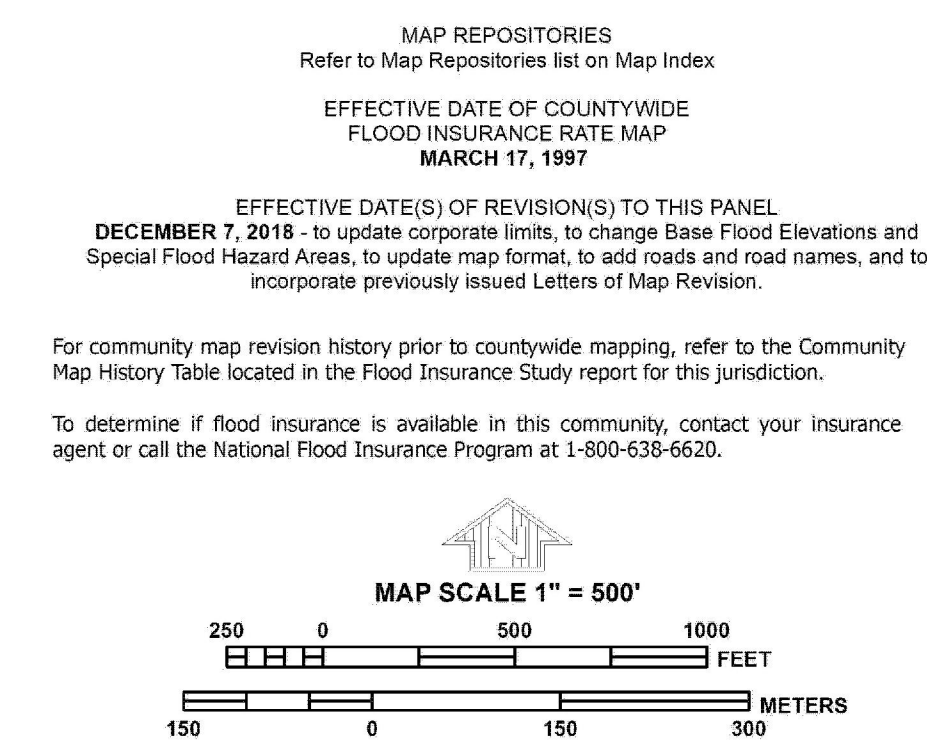 MAP REPOSITORIES
Refer to Map Repositories list on Map Index
EFFECTIVE DATE OF COUNTYWIDE
FLOOD INSURANCE RATE MAP
MARCH 17, 1997
EFFECTIVE DATE(S) OF REVISION(S) TO THIS PANEL
DECEMBER 7, 2018 - to update corporate limits, to change Base Flood Elevations and
Special Flood Hazard Areas, to update map format, to add roads and road names, and to
incorporate previously issued Letters of Map Revision.
For community map revision history prior to countywide mapping, refer to the Community
Map History Table located in the Flood Insurance Study report for this jurisdiction.
To determine if flood insurance is available in this community, contact your insurance
agent or call the National Flood Insurance Program at 1-800-638-6620.
N
MAP SCALE 1" = 500'
250 0 500 1000
FEET
METERS
150 0 150 300